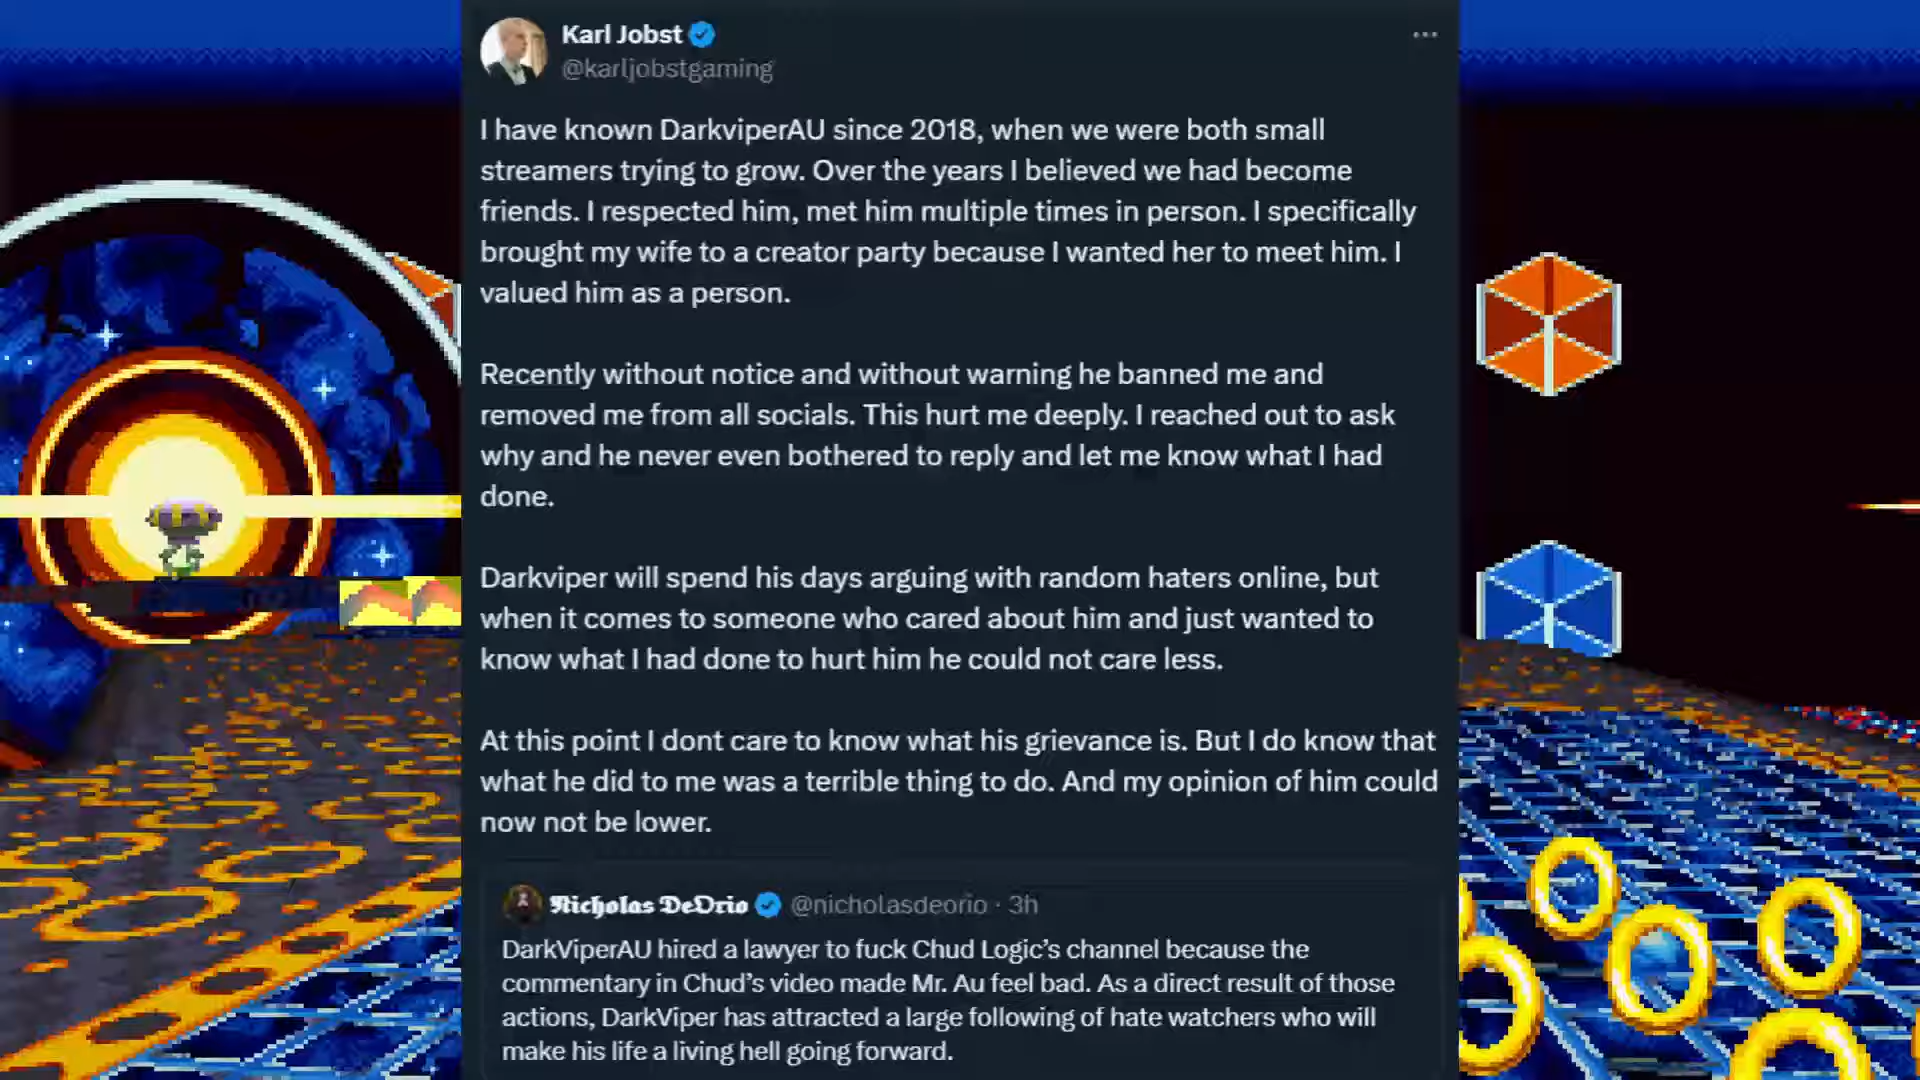 Karl Jobst
@karljobstgaming
I have known DarkviperAU since 2018, when we were both small
streamers trying to grow. Over the years I believed we had become
friends. I respected him, met him multiple times in person. I specifically
brought my wife to a creator party because I wanted her to meet him. I
valued him as a person.
Recently without notice and without warning he banned me and
removed me from all socials. This hurt me deeply. I reached out to ask
why and he never even bothered to reply and let me know what I had
done.
Darkviper will spend his days arguing with random haters online, but
when it comes to someone who cared about him and just wanted to
know what I had done to hurt him he could not care less.
At this point I dont care to know what his grievance is. But I do know that
what he did to me was a terrible thing to do. And my opinion of him could
now not be lower.
𝕹𝖎𝖈𝖍𝖔𝖑𝖆𝖘 𝕯𝖊𝕺𝖗𝖎𝖔 @nicholasdeorio · 3h
DarkViperAU hired a lawyer to fuck Chud Logic’s channel because the
commentary in Chud’s video made Mr. Au feel bad. As a direct result of those
actions, DarkViper has attracted a large following of hate watchers who will
make his life a living hell going forward.